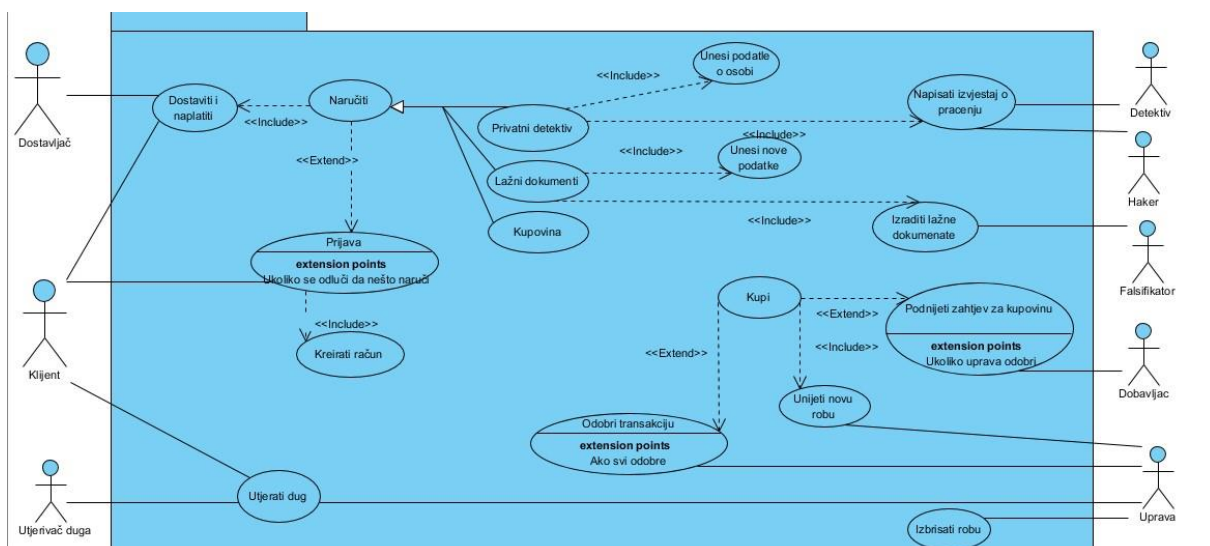 Unesi podatle
o osobi
<<Include>>
Dostaviti i
naplatiti
Naručiti
<<Include>>
Privatni detektiv
Napisati izvjestaj o
pracenju
Detektiv
Dostavljač
<<Include>>
<<Extend>>
<<Include>>
Unesi nove
podatke
Lažni dokumenti
Haker
<<Include>>
Kupovina
Izraditi lažne
dokumenate
Prijava
extension points
Ukoliko se odluči da nešto naruči
Falsifikator
Kupi
<<Extend>>
Podnijeti zahtjev za kupovinu
extension points
Ukoliko uprava odobri
<<Include>>
Kreirati račun
<<Extend>>
<<Include>>
Klijent
Dobavljac
Unijeti novu
robu
Odobri transakciju
extension points
Ako svi odobre
Utjerati dug
Utjerivač duga
Uprava
Izbrisati robu